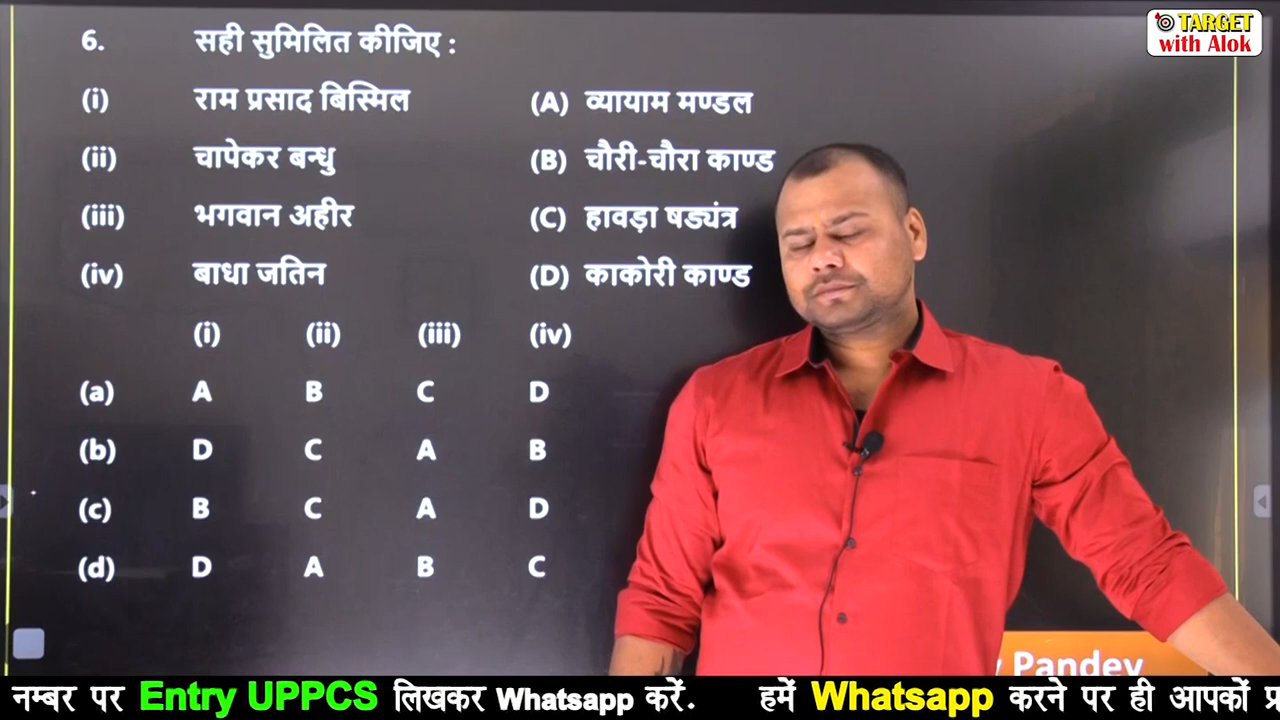 TARGET
with Alok
6. सही सुमिलित कीजिए :
(i) राम प्रसाद बिस्मिल (A) व्यायाम मण्डल
(ii) चापेकर बन्धु (B) चौरी-चौरा काण्ड
(iii) भगवान अहीर (C) हावड़ा षड्यंत्र
(iv) बाधा जतिन (D) काकोरी काण्ड
(i) (ii) (iii) (iv)
(a) A B C D
(b) D C A B
(c) B C A D
(d) D A B C
Pandey
नम्बर पर Entry UPPCS लिखकर Whatsapp करें. हमें Whatsapp करने पर ही आपकों